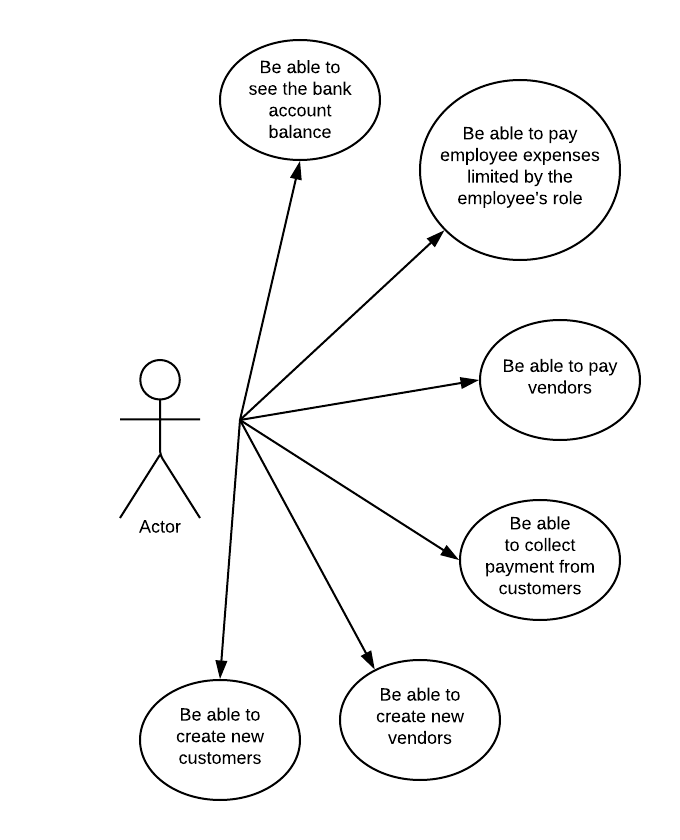 Be able to
see the bank
account
balance
Be able to pay
employee expenses
limited by the
employee's role
Be able to pay
vendors
Actor
Be able
to collect
payment from
customers
Be able to
create new
vendors
Be able to
create new
customers